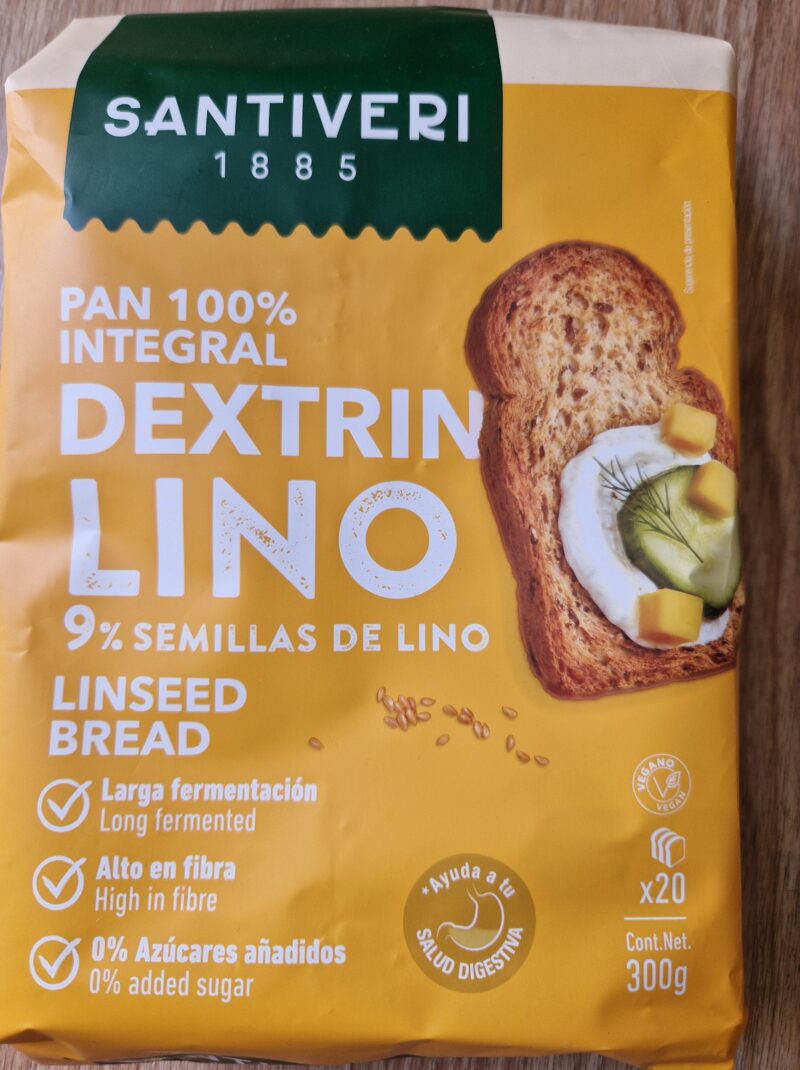 SANTIVERI
1885
Sugerencia de presentación
PAN 100%
INTEGRAL
DEXTRIN
LINO
9% SEMILLAS DE LINO
LINSEED
BREAD
Larga fermentación
Long fermented
Alto en fibra
High in fibre
0% Azúcares añadidos
0% added sugar
*Ayuda a tu
SALUD DIGESTIVA
VEGANO
V
VEGAN
x20
Cont.Net.
300g